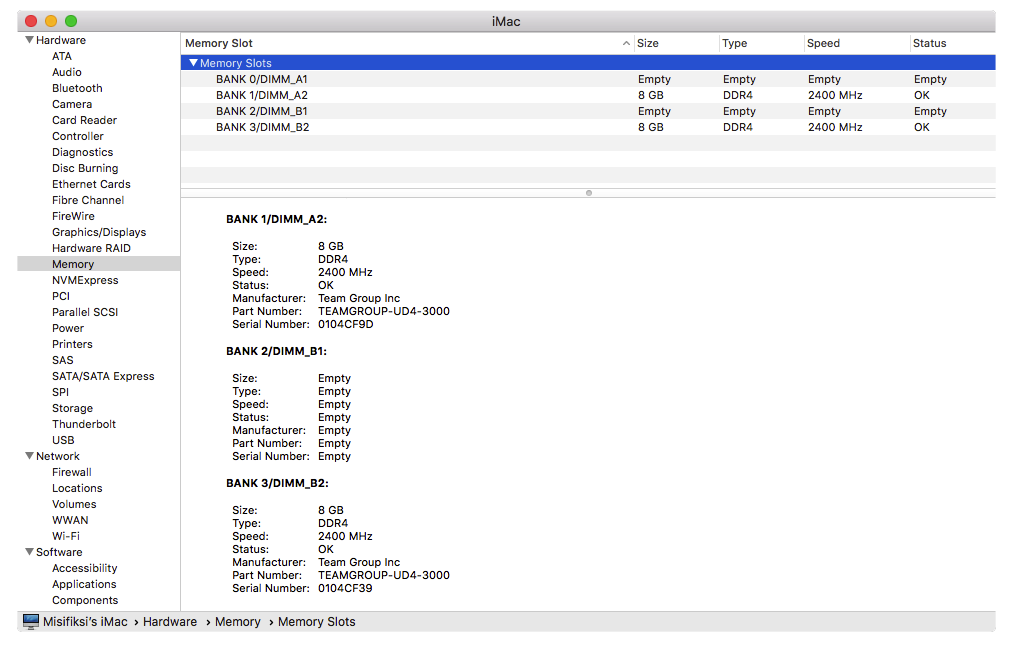 iMac
Hardware
ATA
Audio
Bluetooth
Camera
Card Reader
Controller
Diagnostics
Disc Burning
Ethernet Cards
Fibre Channel
FireWire
Graphics/Displays
Hardware RAID
Memory
NVMExpress
PCI
Parallel SCSI
Power
Printers
SAS
SATA/SATA Express
SPI
Storage
Thunderbolt
USB
Network
Firewall
Locations
Volumes
WWAN
Wi-Fi
Software
Accessibility
Applications
Components
Memory Slot Size Type Speed Status
Memory Slots
BANK 0/DIMM_A1 Empty Empty Empty Empty
BANK 1/DIMM_A2 8 GB DDR4 2400 MHz OK
BANK 2/DIMM_B1 Empty Empty Empty Empty
BANK 3/DIMM_B2 8 GB DDR4 2400 MHz OK
BANK 1/DIMM_A2:
Size: 8 GB
Type: DDR4
Speed: 2400 MHz
Status: OK
Manufacturer: Team Group Inc
Part Number: TEAMGROUP-UD4-3000
Serial Number: 0104CF9D
BANK 2/DIMM_B1:
Size: Empty
Type: Empty
Speed: Empty
Status: Empty
Manufacturer: Empty
Part Number: Empty
Serial Number: Empty
BANK 3/DIMM_B2:
Size: 8 GB
Type: DDR4
Speed: 2400 MHz
Status: OK
Manufacturer: Team Group Inc
Part Number: TEAMGROUP-UD4-3000
Serial Number: 0104CF39
Misifiksi's iMac › Hardware › Memory › Memory Slots